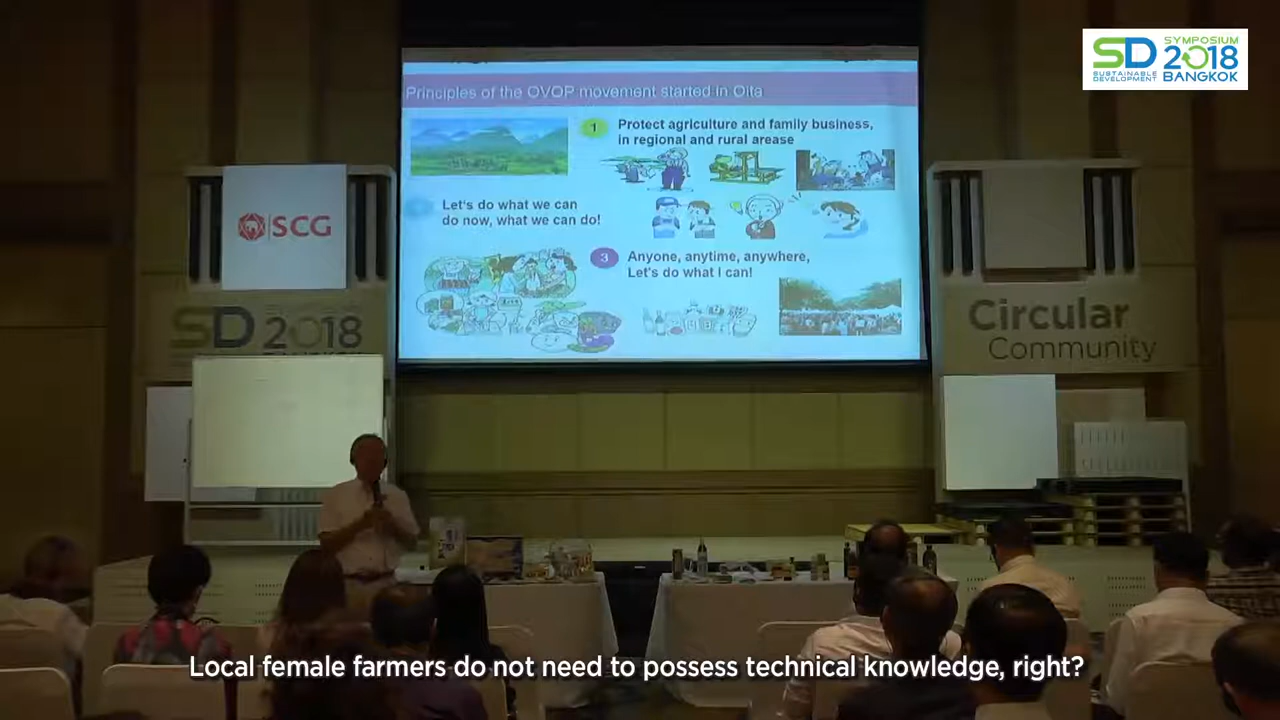 SD SYMPOSIUM 2018
SUSTAINABLE DEVELOPMENT BANGKOK
Principles of the OVOP movement started in Oita
1 Protect agriculture and family business,
in regional and rural arease
Let's do what we can
do now, what we can do!
3 Anyone, anytime, anywhere,
Let's do what I can!
SCG
SD 2018
Circular
Community
Local female farmers do not need to possess technical knowledge, right?